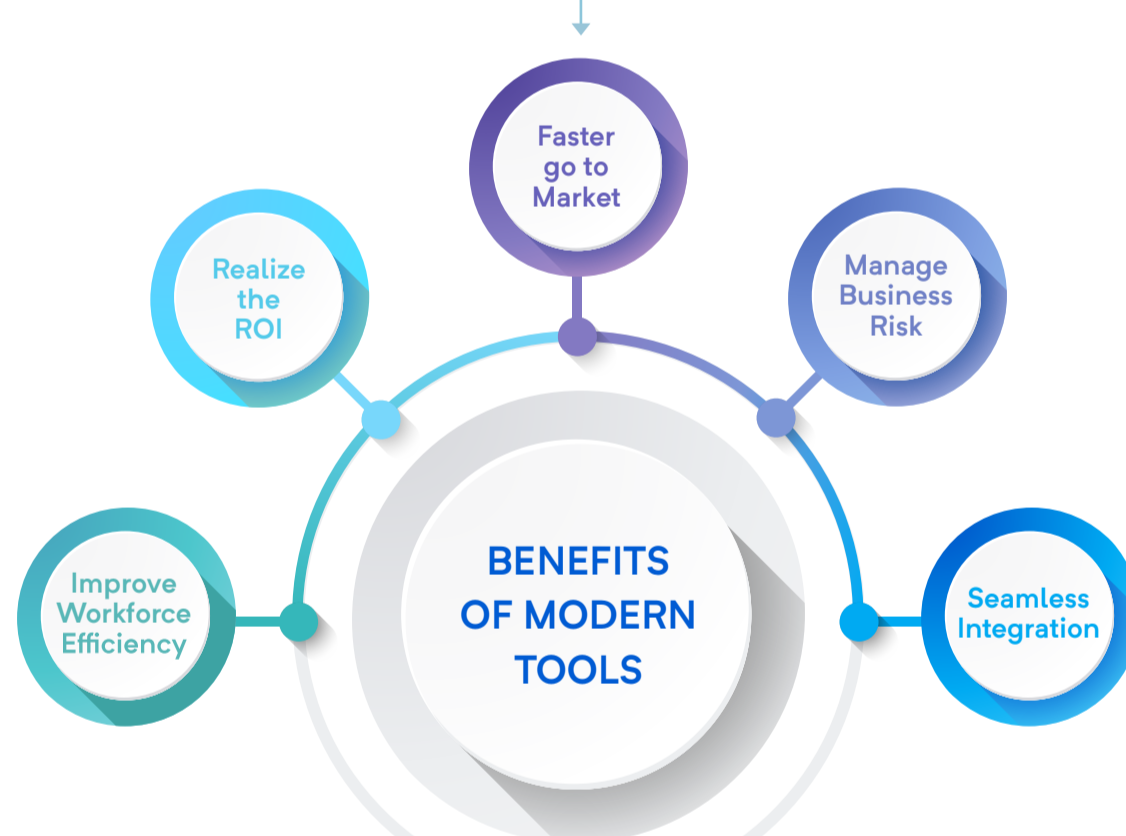 Faster
go to
Market
Realize
the
ROI
Manage
Business
Risk
Improve
Workforce
Efficiency
BENEFITS
OF MODERN
TOOLS
Seamless
Integration